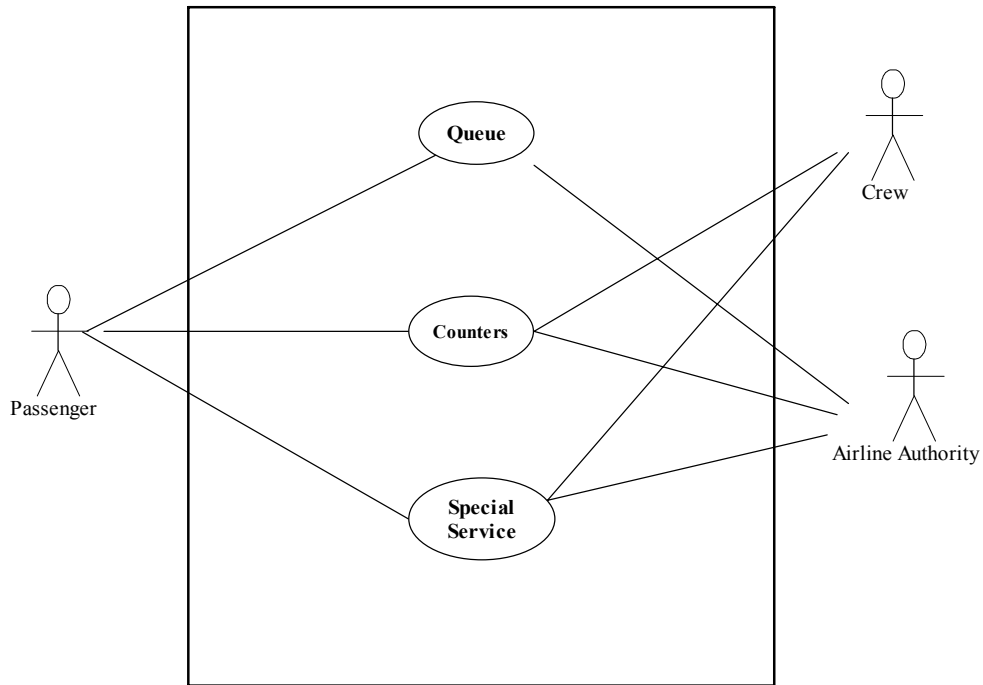 Queue
Crew
Counters
Passenger
Airline Authority
Special
Service